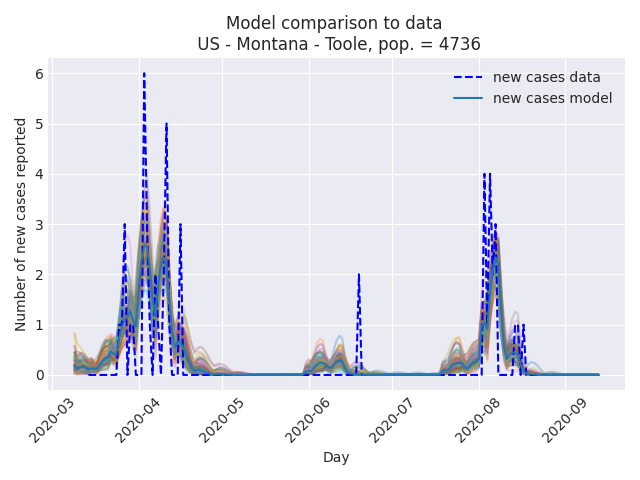 Model comparison to data
US - Montana - Toole, pop. = 4736
new cases data
new cases model
Number of new cases reported
6
5
4
3
2
1
0
2020-03
2020-04
2020-05
2020-06
2020-07
2020-08
2020-09
Day